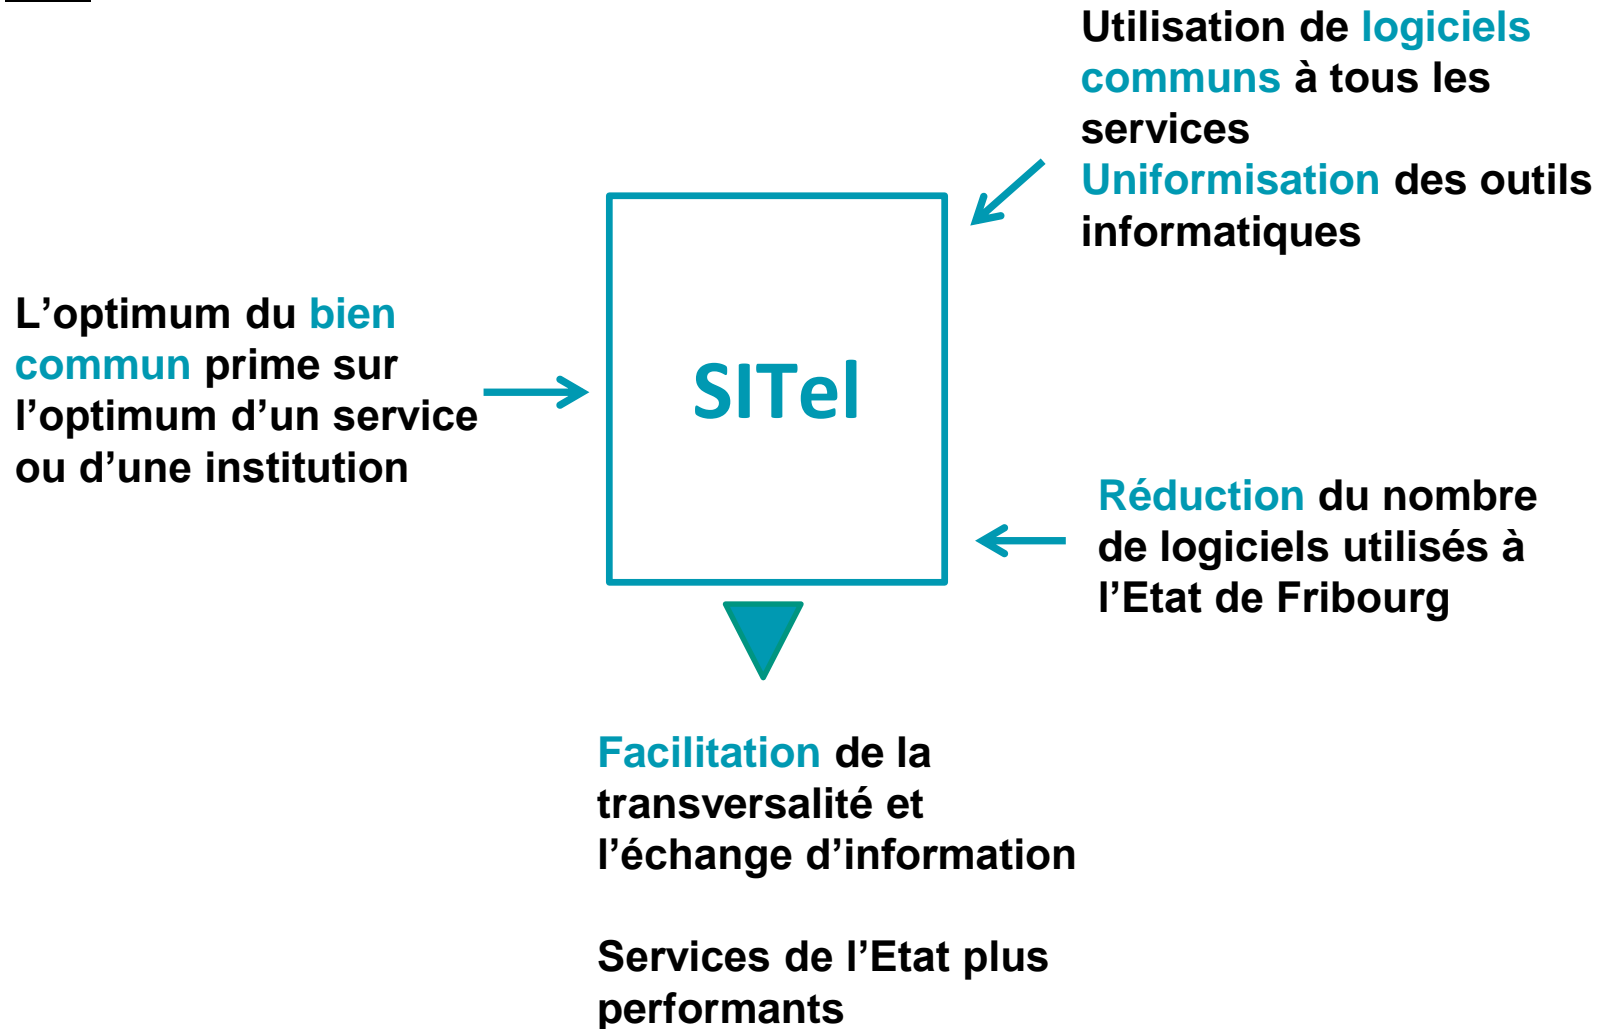 Utilisation de logiciels
communs à tous les
services
Uniformisation des outils
informatiques
L’optimum du bien
commun prime sur
l’optimum d’un service
ou d’une institution
SITel
Réduction du nombre
de logiciels utilisés à
l’Etat de Fribourg
Facilitation de la
transversalité et
l’échange d’information
Services de l’Etat plus
performants